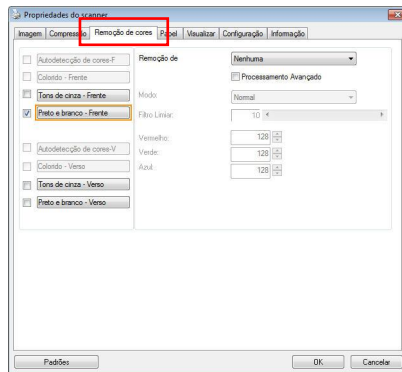 Propriedades do scanner
Imagem Compressão Remoção de cores Papel Visualizar Configuração Informação
Autodetecção de cores-F
Colorido - Frente
Tons de cinza - Frente
Preto e branco - Frente
Autodetecção de cores-V
Colorido - Verso
Tons de cinza - Verso
Preto e branco - Verso
Remoção de Nenhuma
Processamento Avançado
Modo: Normal
Filtro Limiar: 10
Vermelho: 128
Verde: 128
Azul: 128
Padrões OK Cancelar